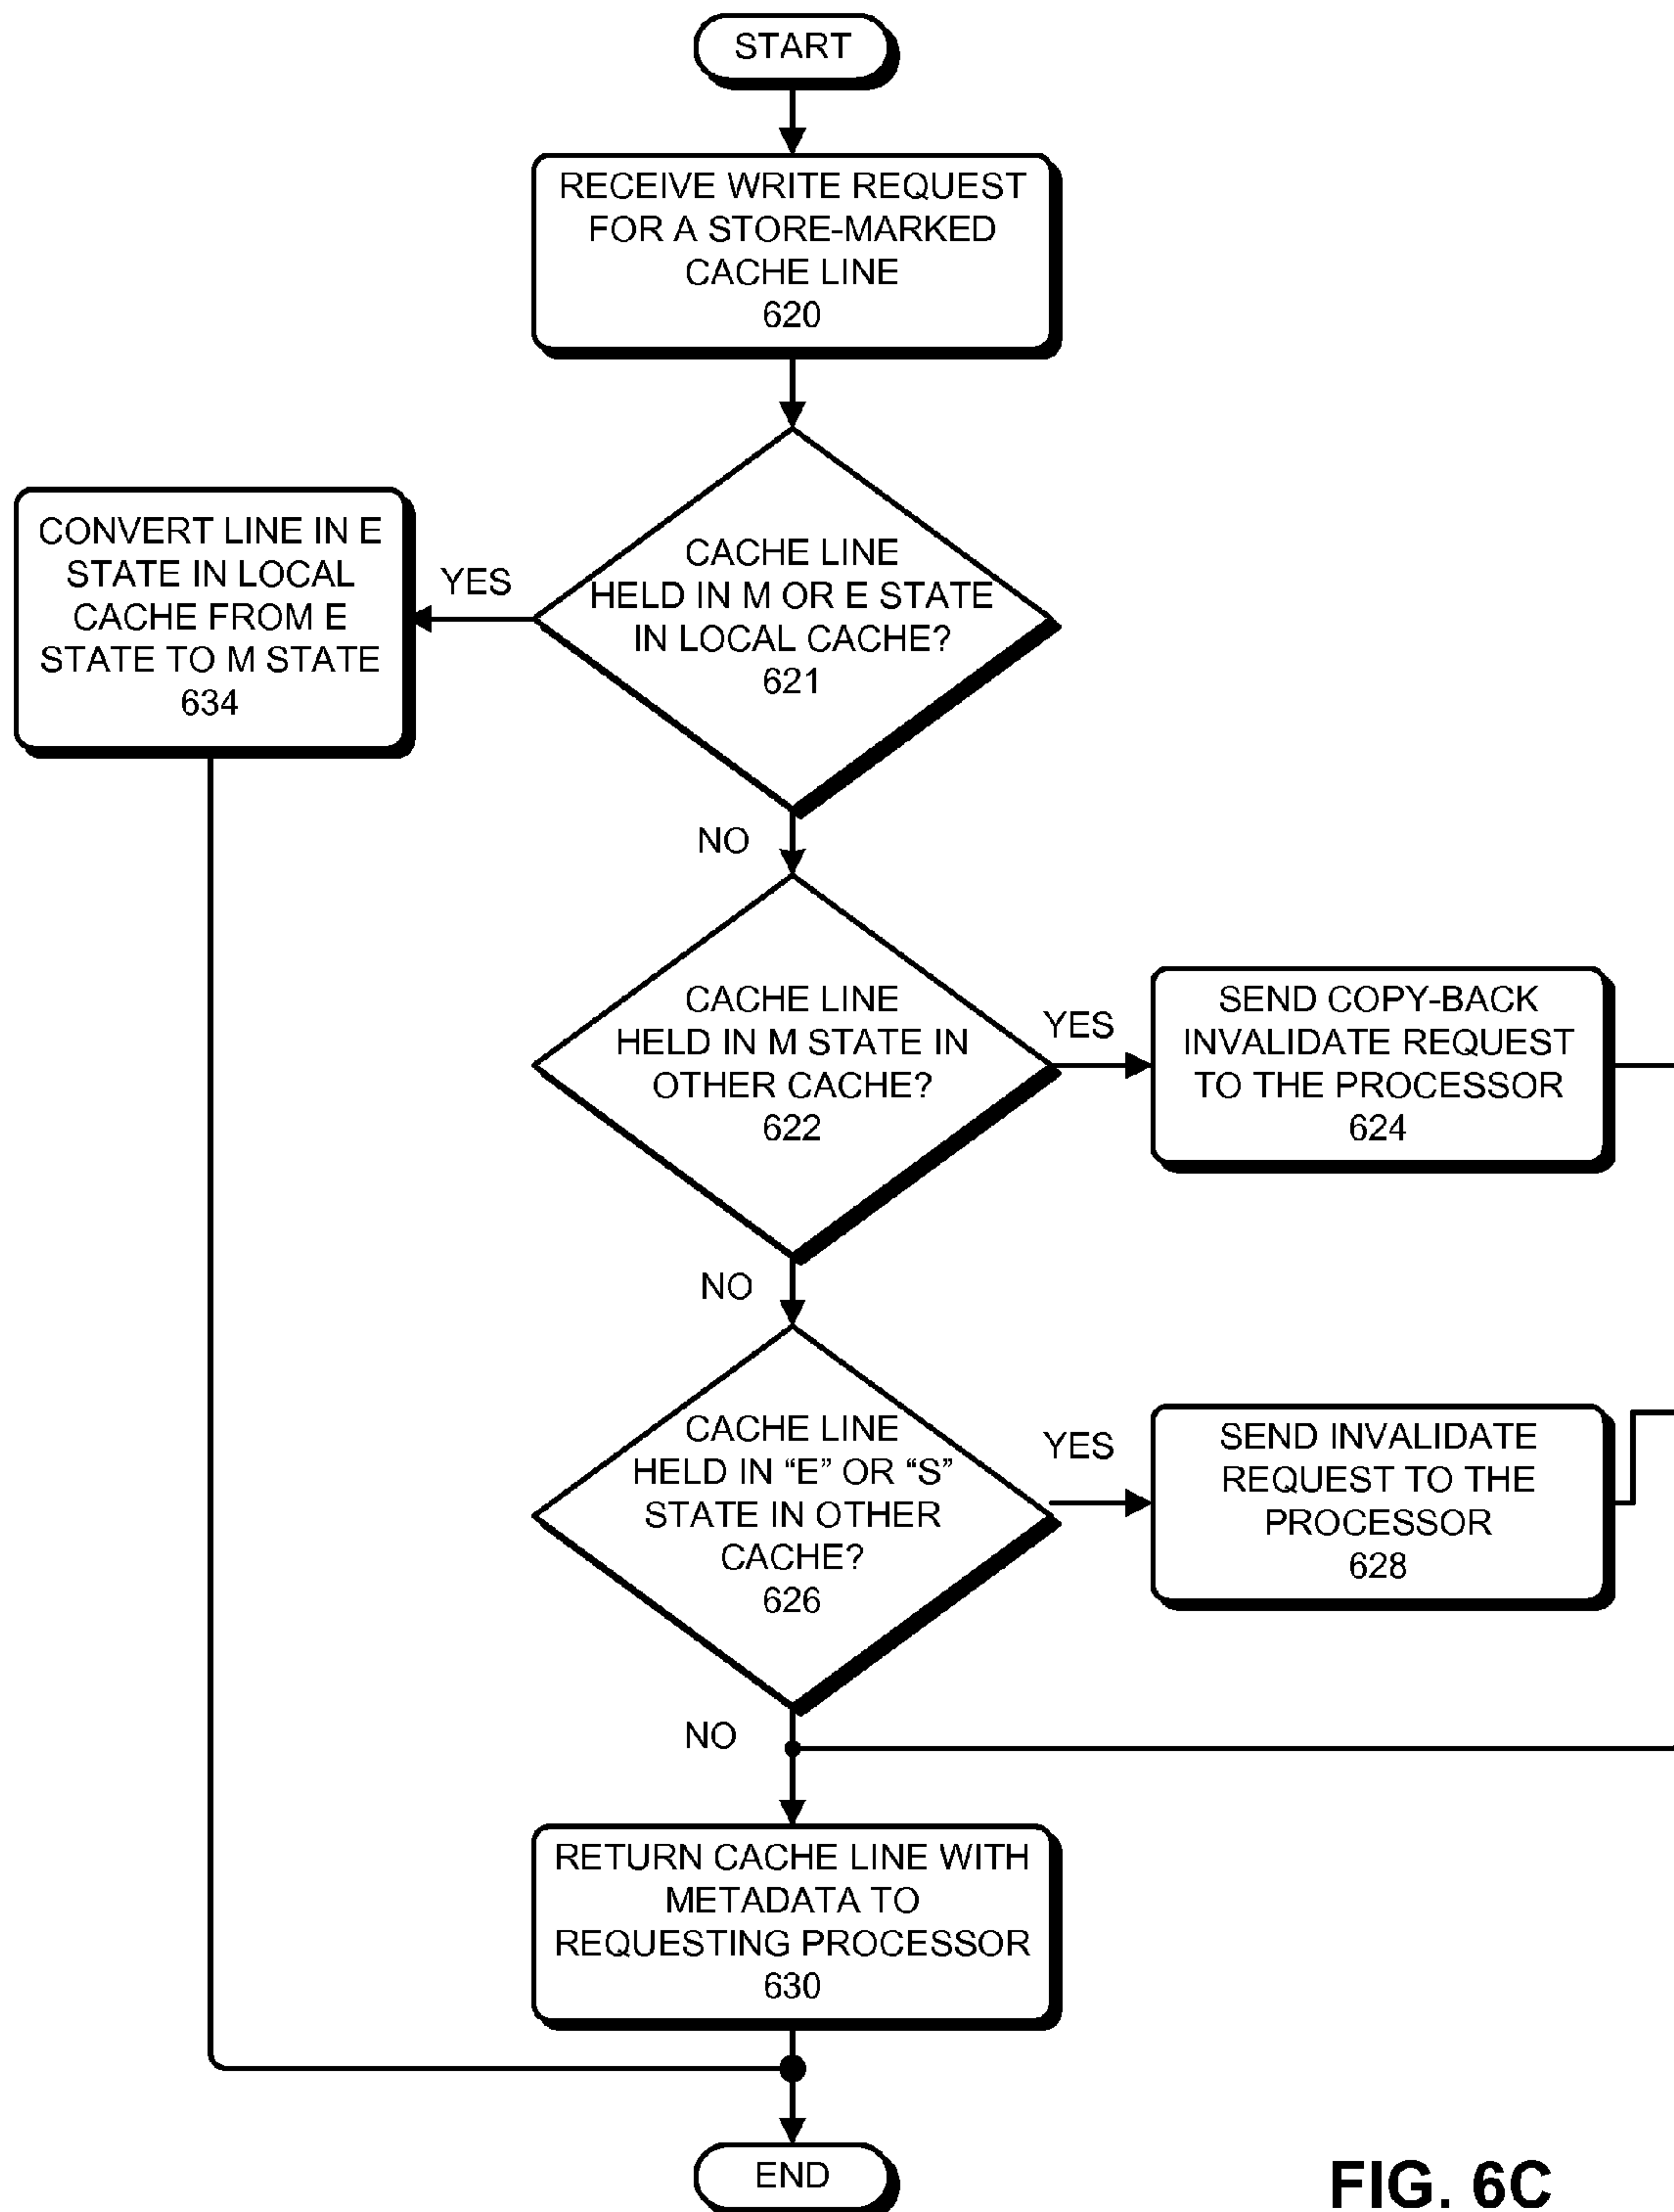 START
RECEIVE WRITE REQUEST
FOR A STORE-MARKED
CACHE LINE
620
CACHE LINE
HELD IN M OR E STATE
IN LOCAL CACHE?
621
YES
CONVERT LINE IN E
STATE IN LOCAL
CACHE FROM E
STATE TO M STATE
634
NO
CACHE LINE
HELD IN M STATE IN
OTHER CACHE?
622
YES
SEND COPY-BACK
INVALIDATE REQUEST
TO THE PROCESSOR
624
NO
CACHE LINE
HELD IN “E” OR “S”
STATE IN OTHER
CACHE?
626
YES
SEND INVALIDATE
REQUEST TO THE
PROCESSOR
628
NO
RETURN CACHE LINE WITH
METADATA TO
REQUESTING PROCESSOR
630
END
FIG. 6C